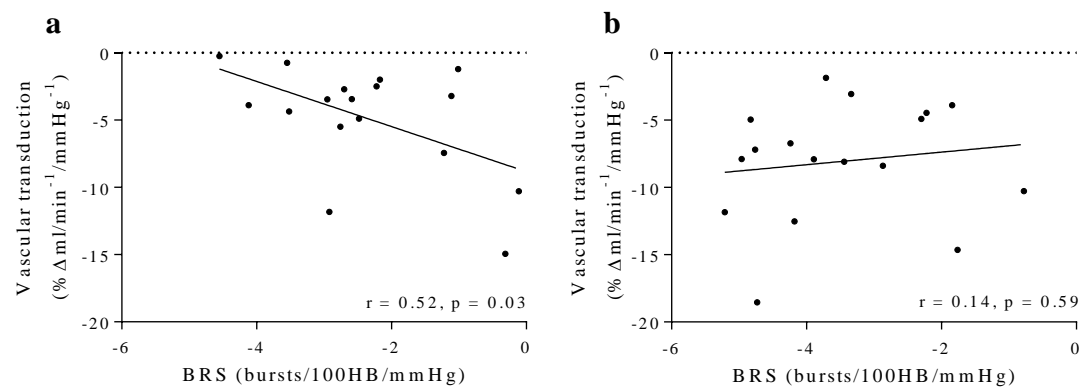 a
Vascular transduction
(% Δml/min⁻¹/mmHg⁻¹)
0
-5
-10
-15
-20
r = 0.52, p = 0.03
-6
-4
-2
0
BRS (bursts/100HB/mmHg)
b
Vascular transduction
(% Δml/min⁻¹/mmHg⁻¹)
0
-5
-10
-15
-20
r = 0.14, p = 0.59
-6
-4
-2
0
BRS (bursts/100HB/mmHg)